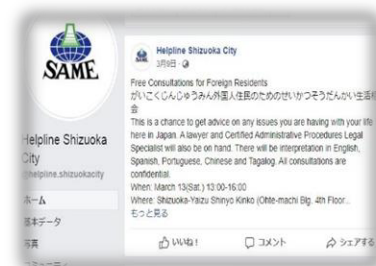 SAME
Helpline Shizuoka
City
@helpline.shizuokacity
ホーム
基本データ
写真
Helpline Shizuoka City
3月9日
Free Consultations for Foreign Residents
がいこくじんじゅうみん外国人住民のためのせいかつそうだんかい生活相
会
This is a chance to get advice on any issues you are having with your life
here in Japan. A lawyer and Certified Administrative Procedures Legal
Specialist will also be on hand. There will be interpretation in English,
Spanish, Portuguese, Chinese and Tagalog. All consultations are
confidential.
When: March 13(Sat.) 13:00-16:00
Where: Shizuoka-Yaizu Shinyo Kinko (Ohte-machi Blg. 4th Floor...
もっと見る
いいね!
コメント
シェアする